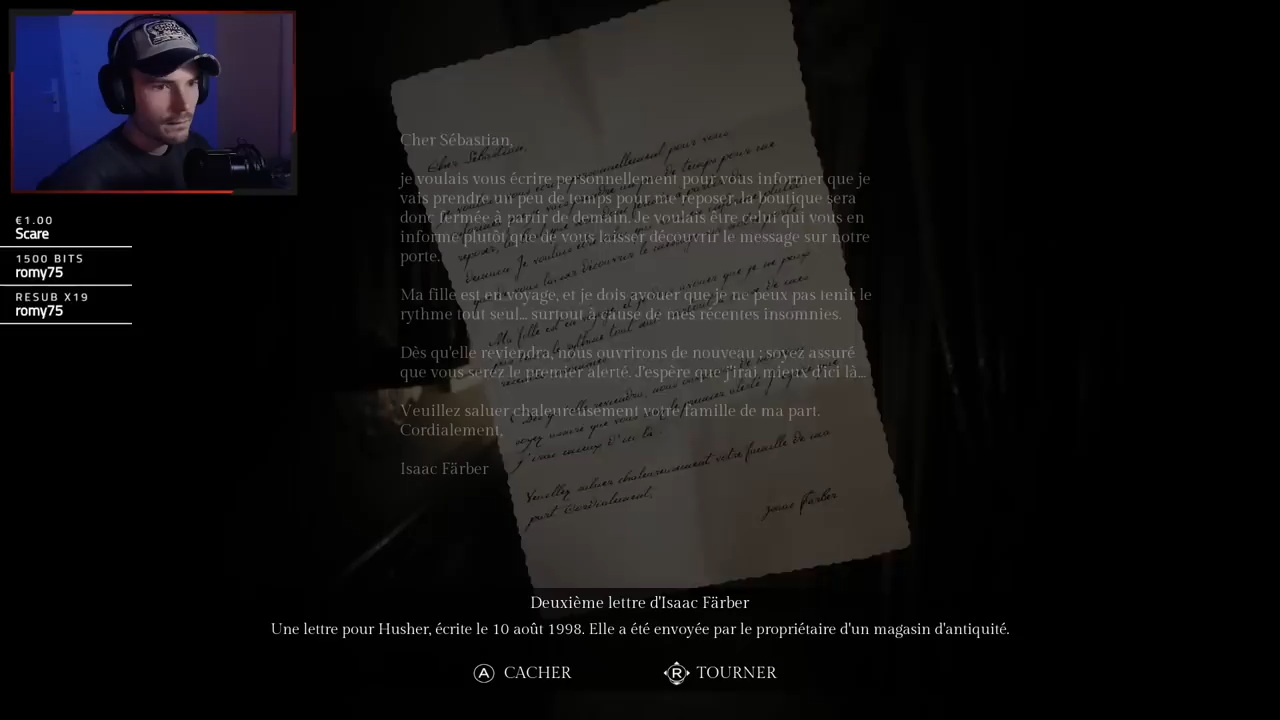 €1.00
Scare
1500 BITS
romy75
RESUB X19
romy75
Cher Sébastian,
je voulais vous écrire personnellement pour vous informer que je
vais prendre un peu de temps pour me reposer, la boutique sera
donc fermée à partir de demain. Je voulais être celui qui vous en
informe plutôt que de vous laisser découvrir le message sur notre
porte.
Ma fille est en voyage, et je dois avouer que je ne peux pas tenir le
rythme tout seul... surtout à cause de mes récentes insomnies.
Dès qu'elle reviendra, nous ouvrirons de nouveau ; soyez assuré
que vous serez le premier alerté. J'espère que j'irai mieux d'ici là...
Veuillez saluer chaleureusement votre famille de ma part.
Cordialement,
Isaac Färber
Deuxième lettre d'Isaac Färber
Une lettre pour Husher, écrite le 10 août 1998. Elle a été envoyée par le propriétaire d'un magasin d'antiquité.
A CACHER
R TOURNER